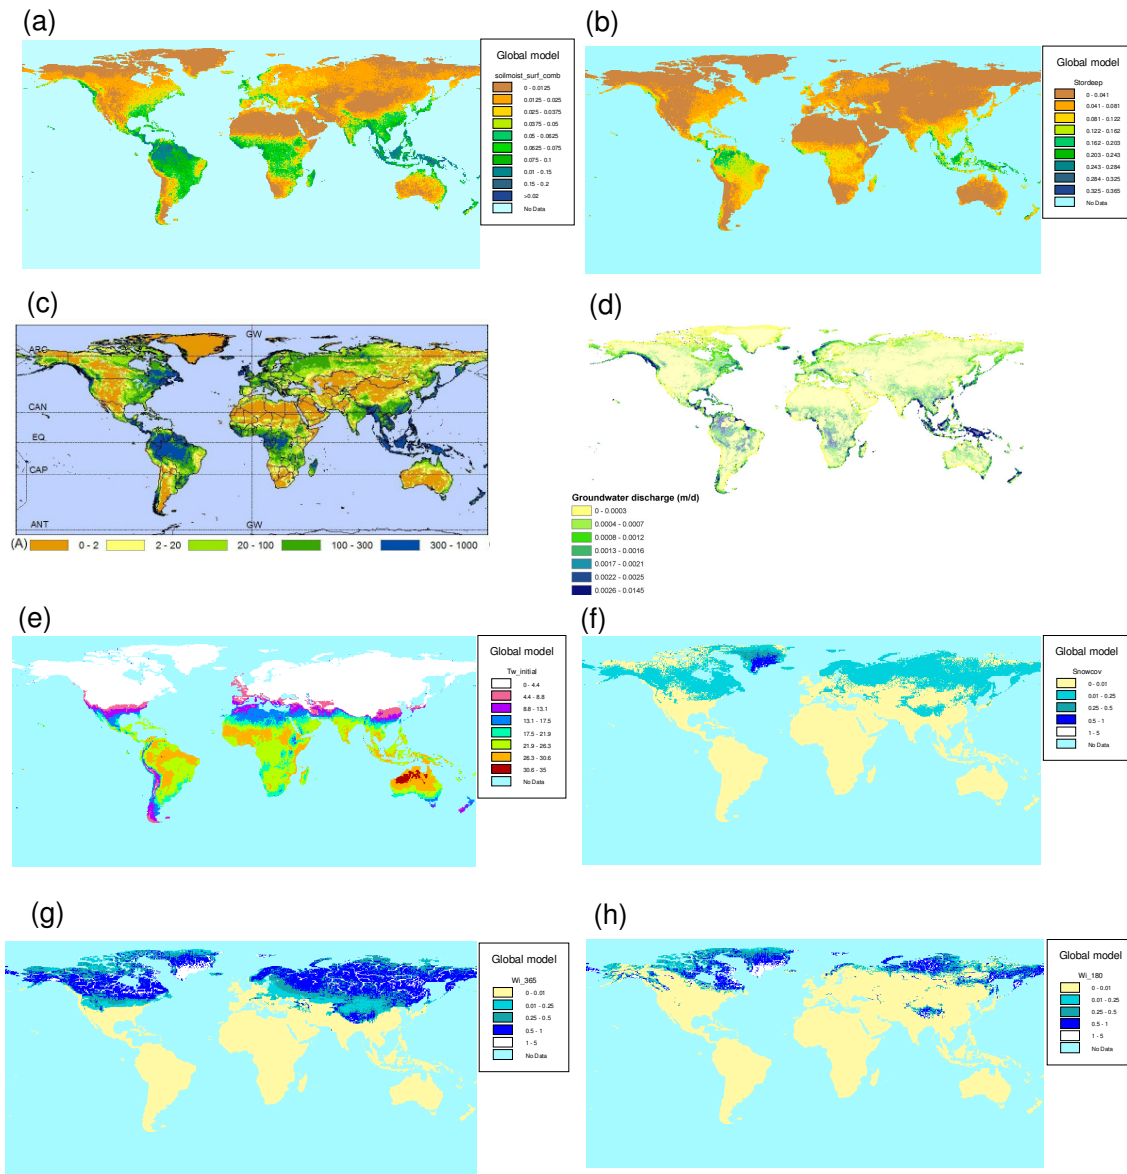 (a)
Global model
soilmoist_surf_comb
0 - 0.0125
0.0125 - 0.025
0.025 - 0.0375
0.0375 - 0.05
0.05 - 0.0625
0.0625 - 0.075
0.075 - 0.1
0.01 - 0.15
0.15 - 0.2
>0.02
No Data
(b)
Global model
Stordeep
0 - 0.041
0.041 - 0.081
0.081 - 0.122
0.122 - 0.162
0.162 - 0.203
0.203 - 0.243
0.243 - 0.284
0.284 - 0.325
0.325 - 0.365
No Data
(c)
GW
ARC
CAN
EQ
CAP
ANT
GW
(A)
0 - 2
2 - 20
20 - 100
100 - 300
300 - 1000
(d)
Groundwater discharge (m/d)
0 - 0.0003
0.0004 - 0.0007
0.0008 - 0.0012
0.0013 - 0.0016
0.0017 - 0.0021
0.0022 - 0.0025
0.0026 - 0.0145
(e)
Global model
Tw_initial
0 - 4.4
4.4 - 8.8
8.8 - 13.1
13.1 - 17.5
17.5 - 21.9
21.9 - 26.3
26.3 - 30.6
30.6 - 35
No Data
(f)
Global model
Snowcov
0 - 0.01
0.01 - 0.25
0.25 - 0.5
0.5 - 1
1 - 5
No Data
(g)
Global model
Wi_365
0 - 0.01
0.01 - 0.25
0.25 - 0.5
0.5 - 1
1 - 5
No Data
(h)
Global model
Wi_180
0 - 0.01
0.01 - 0.25
0.25 - 0.5
0.5 - 1
1 - 5
No Data